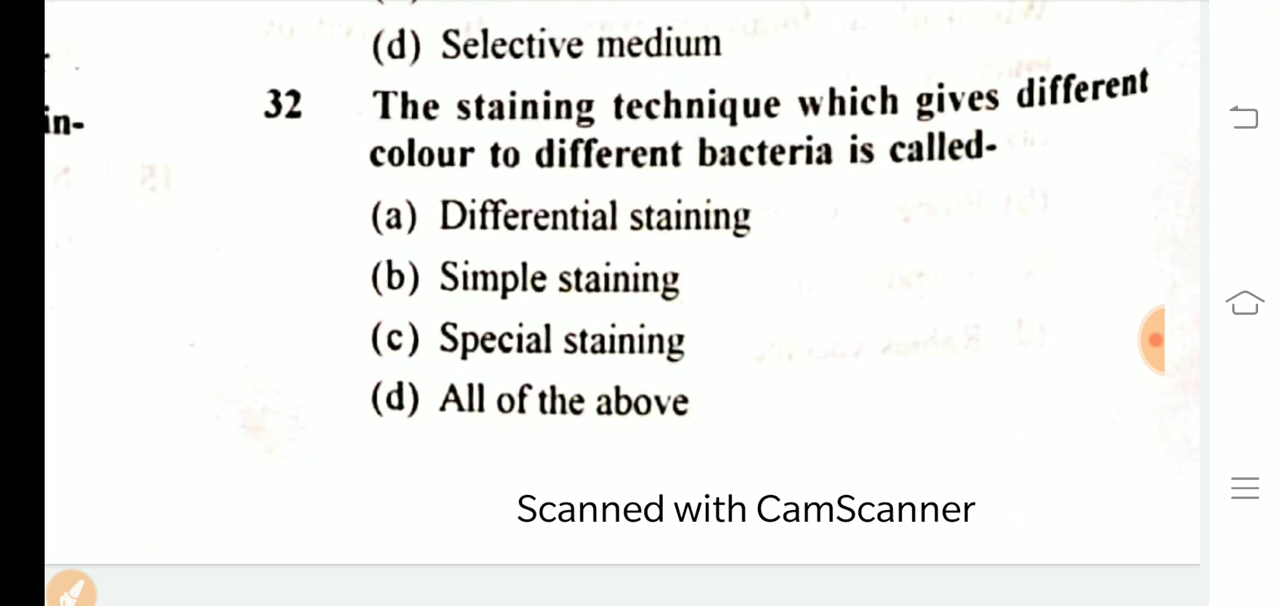 (d) Selective medium
in-
32 The staining technique which gives different
colour to different bacteria is called-
(a) Differential staining
(b) Simple staining
(c) Special staining
(d) All of the above
Scanned with CamScanner